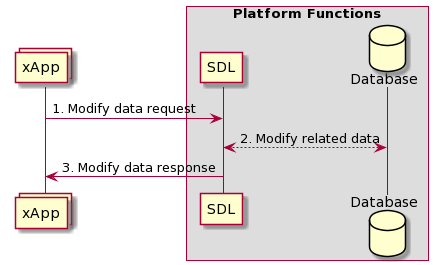 Platform Functions
xApp
SDL
Database
1. Modify data request
2. Modify related data
3. Modify data response
xApp
SDL
Database